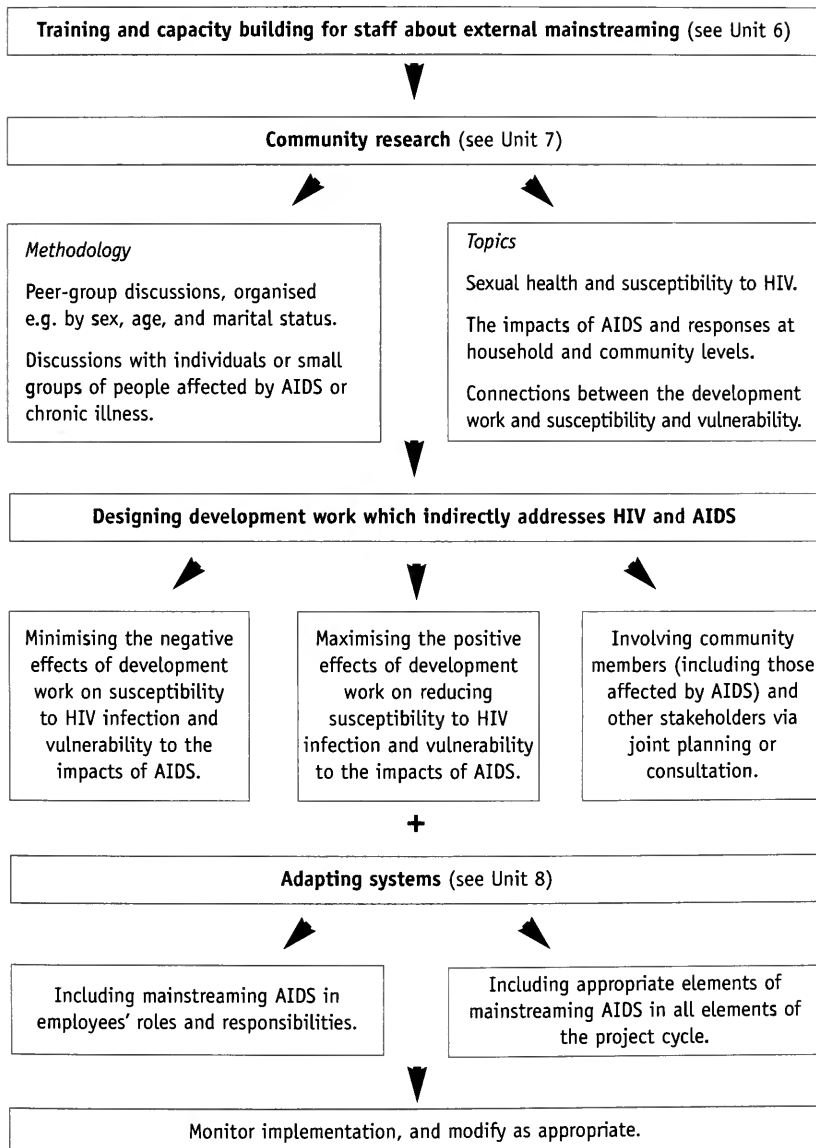 Training and capacity building for staff about external mainstreaming (see Unit 6)
Community research (see Unit 7)
Methodology
Peer-group discussions, organised
e.g. by sex, age, and marital status.
Discussions with individuals or small
groups of people affected by AIDS or
chronic illness.
Topics
Sexual health and susceptibility to HIV.
The impacts of AIDS and responses at
household and community levels.
Connections between the development
work and susceptibility and vulnerability.
Designing development work which indirectly addresses HIV and AIDS
Minimising the negative
effects of development
work on susceptibility
to HIV infection and
vulnerability to the
impacts of AIDS.
Maximising the positive
effects of development
work on reducing
susceptibility to HIV
infection and vulnerability
to the impacts of AIDS.
Involving community
members (including those
affected by AIDS) and
other stakeholders via
joint planning or
consultation.
+
Adapting systems (see Unit 8)
Including mainstreaming AIDS in
employees' roles and responsibilities.
Including appropriate elements of
mainstreaming AIDS in all elements of
the project cycle.
Monitor implementation, and modify as appropriate.